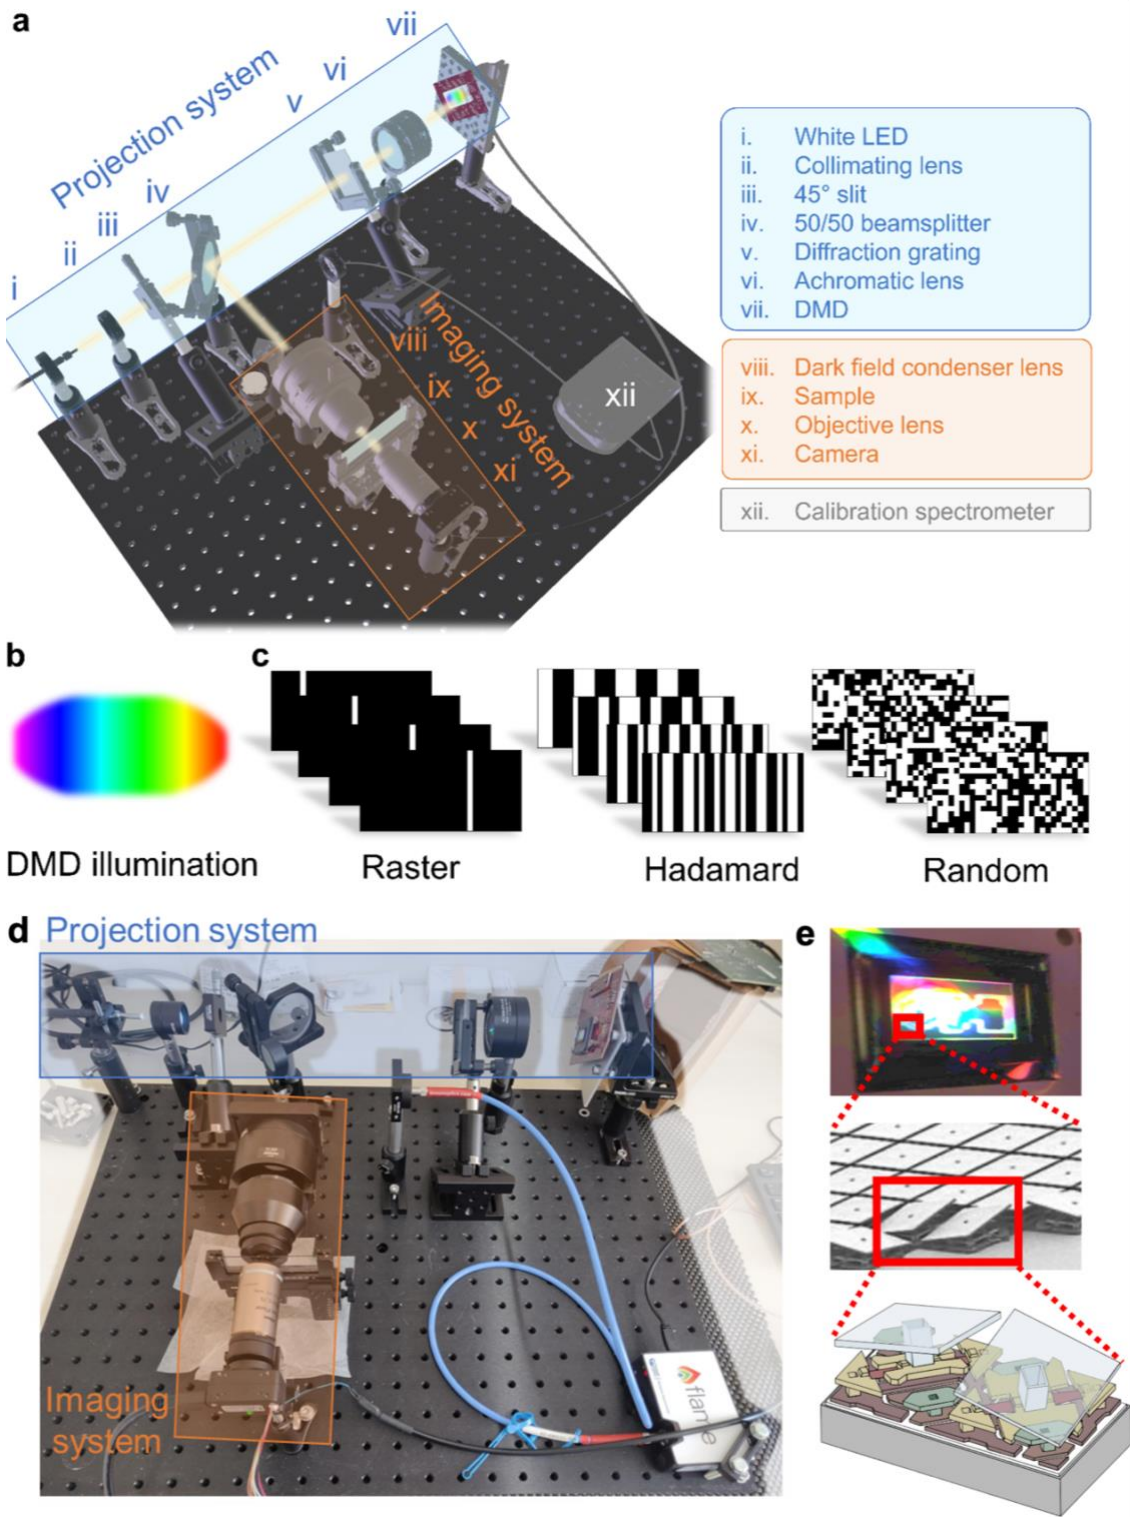 a
Projection system
i
ii
iii
iv
v
vi
vii
Imaging system
viii
ix
x
xi
xii
i. White LED
ii. Collimating lens
iii. 45° slit
iv. 50/50 beamsplitter
v. Diffraction grating
vi. Achromatic lens
vii. DMD
viii. Dark field condenser lens
ix. Sample
x. Objective lens
xi. Camera
xii. Calibration spectrometer
b
DMD illumination
c
Raster
Hadamard
Random
d
Projection system
Imaging
system
flame
e